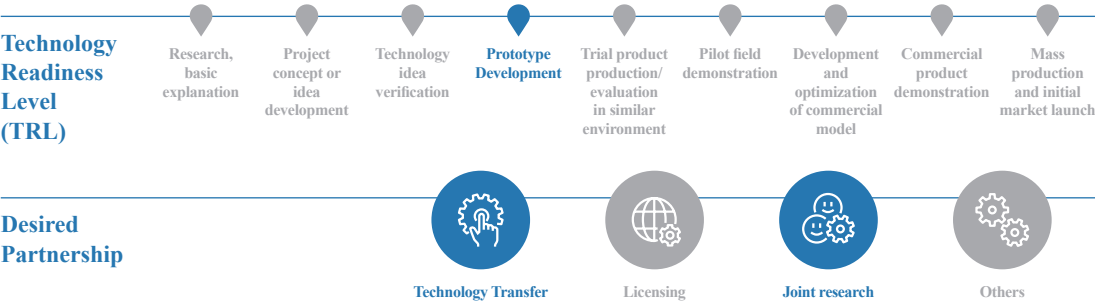 Technology
Readiness
Level
(TRL)
Research,
basic
explanation
Project
concept or
idea
development
Technology
idea
verification
Prototype
Development
Trial product
production/
evaluation
in similar
environment
Pilot field
demonstration
Development
and
optimization
of commercial
model
Commercial
product
demonstration
Mass
production
and initial
market launch
Desired
Partnership
Technology Transfer
Licensing
Joint research
Others